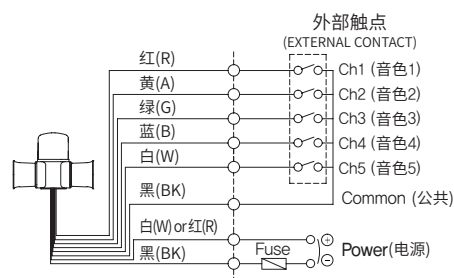 外部触点
(EXTERNAL CONTACT)
红(R) Ch1 (音色1)
黄(A) Ch2 (音色2)
绿(G) Ch3 (音色3)
蓝(B) Ch4 (音色4)
白(W) Ch5 (音色5)
黑(BK) Common (公共)
白(W)or红(R) ⊕
黑(BK) Fuse ⊖ Power(电源)